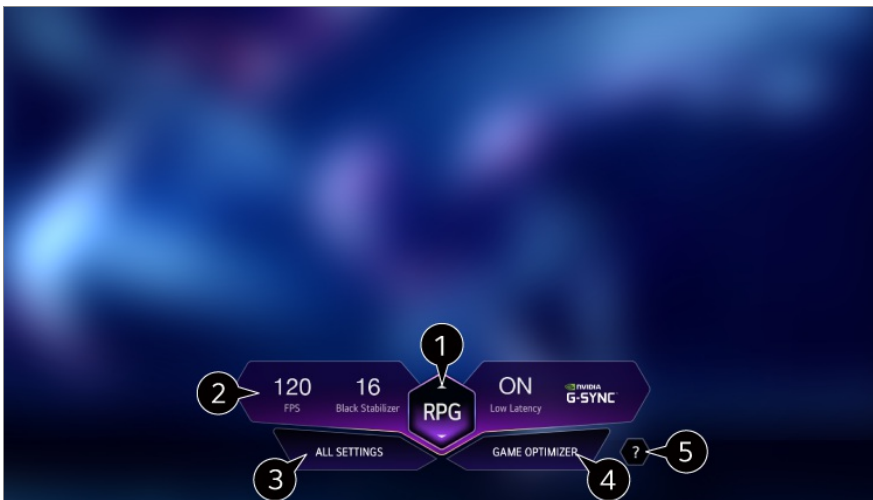 1
2
120
FPS
16
Black Stabilizer
RPG
ON
Low Latency
NVIDIA
G-SYNC
ALL SETTINGS
GAME OPTIMIZER
?
5
3
4